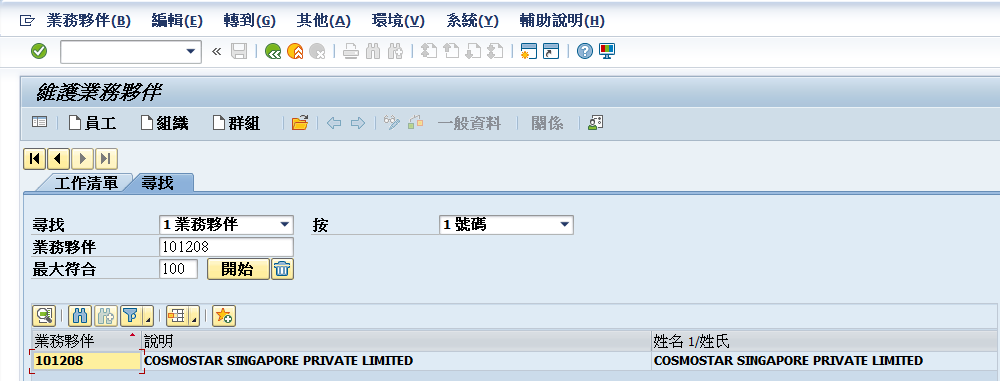 業務夥伴(B) 編輯(E) 轉到(G) 其他(A) 環境(V) 系統(Y) 輔助說明(H)
維護業務夥伴
員工 組織 群組 一般資料 關係
工作清單 尋找
尋找 1 業務夥伴 按 1 號碼
業務夥伴 101208
最大符合 100 開始
業務夥伴 說明 姓名 1/姓氏
101208 COSMOSTAR SINGAPORE PRIVATE LIMITED COSMOSTAR SINGAPORE PRIVATE LIMITED